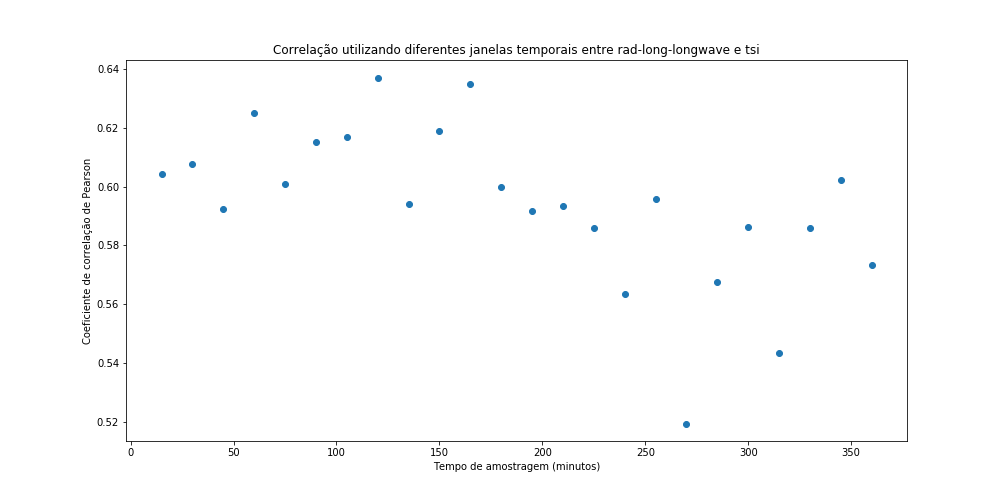 Correlação utilizando diferentes janelas temporais entre rad-long-longwave e tsi
Coeficiente de correlação de Pearson
0.64
0.62
0.60
0.58
0.56
0.54
0.52
0 50 100 150 200 250 300 350
Tempo de amostragem (minutos)